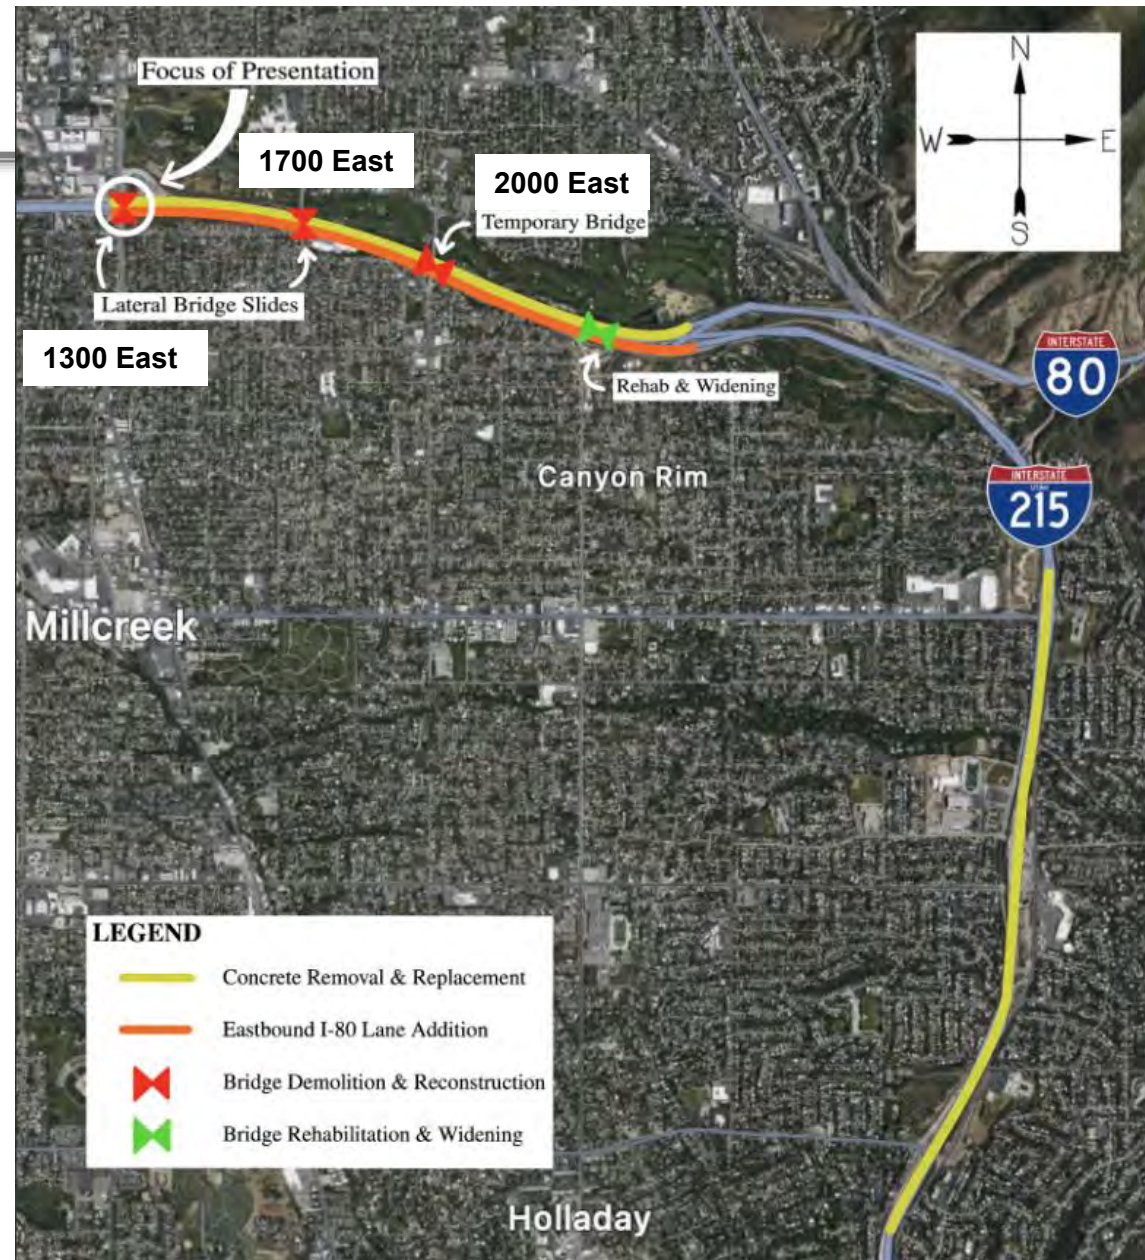 Focus of Presentation
1700 East
2000 East
Temporary Bridge
Lateral Bridge Slides
1300 East
Rehab & Widening
N
W
E
S
INTERSTATE
80
INTERSTATE
UTAH
215
Canyon Rim
Millcreek
LEGEND
Concrete Removal & Replacement
Eastbound I-80 Lane Addition
Bridge Demolition & Reconstruction
Bridge Rehabilitation & Widening
Holladay